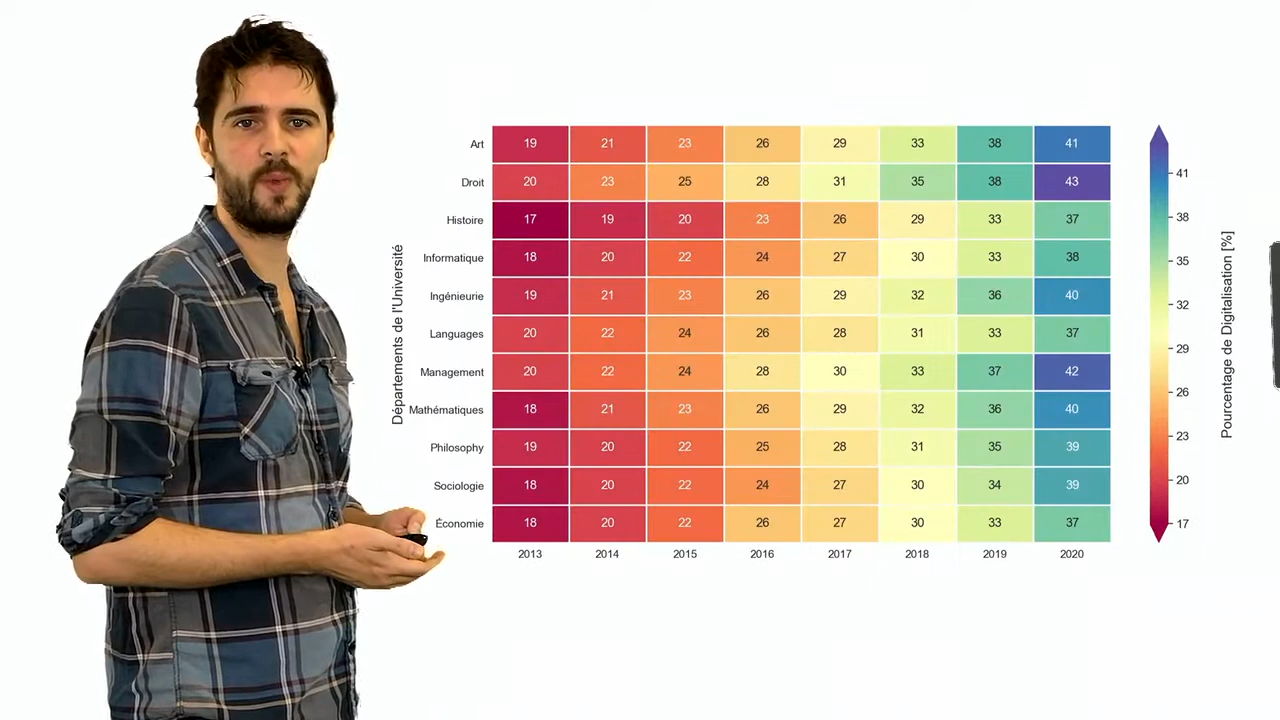 Départements de l'Université
Art 19 21 23 26 29 33 38 41
Droit 20 23 25 28 31 35 38 43
Histoire 17 19 20 23 26 29 33 37
Informatique 18 20 22 24 27 30 33 38
Ingénieurie 19 21 23 26 29 32 36 40
Languages 20 22 24 26 28 31 33 37
Management 20 22 24 28 30 33 37 42
Mathématiques 18 21 23 26 29 32 36 40
Philosophy 19 20 22 25 28 31 35 39
Sociologie 18 20 22 24 27 30 34 39
Économie 18 20 22 26 27 30 33 37
2013 2014 2015 2016 2017 2018 2019 2020
41
38
35
32
29
26
23
20
17
Pourcentage de Digitalisation [%]